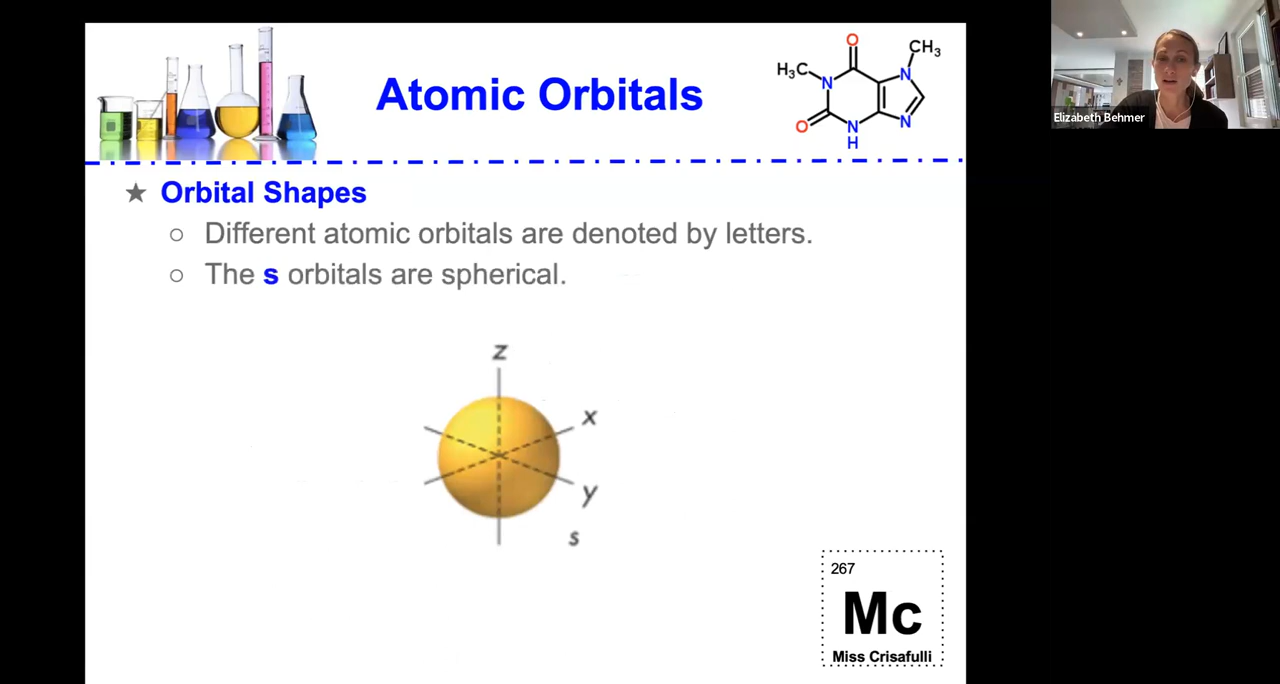 Atomic Orbitals
O
CH₃
H₃C
N
N
O
N
N
H
Elizabeth Behmer
★ Orbital Shapes
○ Different atomic orbitals are denoted by letters.
○ The s orbitals are spherical.
z
x
y
s
267
Mc
Miss Crisafulli